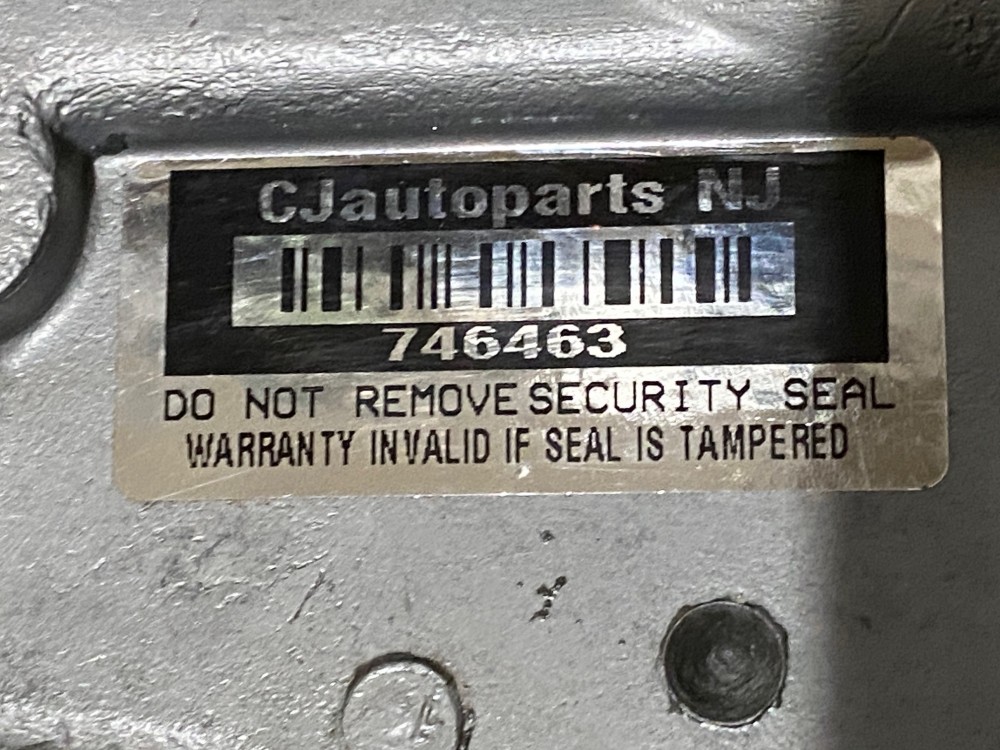 CJautoparts NJ
746463
DO NOT REMOVE SECURITY SEAL
WARRANTY INVALID IF SEAL IS TAMPERED